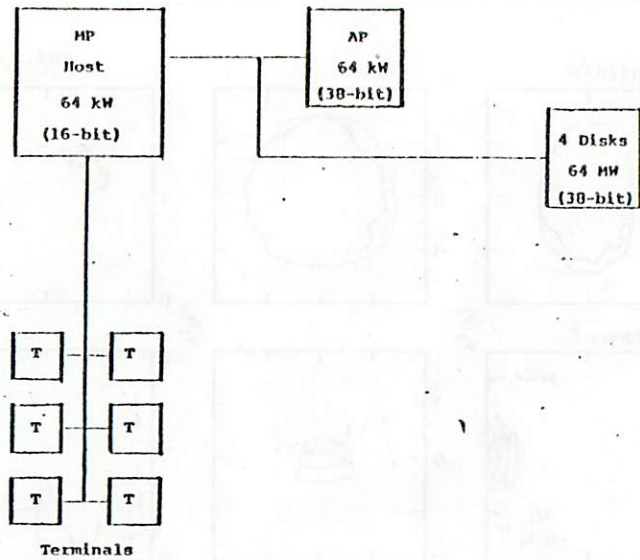 MP
Host
64 kW
(16-bit)
AP
64 kW
(38-bit)
4 Disks
64 MW
(38-bit)
T T
T T
T T
Terminals